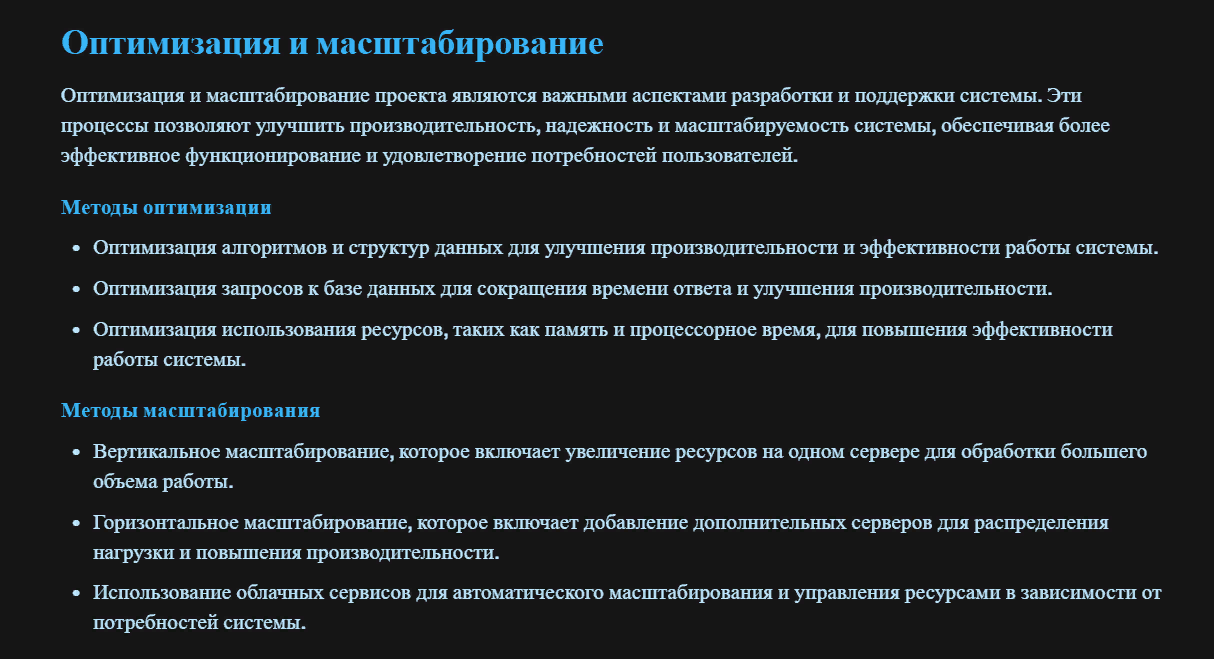 Оптимизация и масштабирование
Оптимизация и масштабирование проекта являются важными аспектами разработки и поддержки системы. Эти
процессы позволяют улучшить производительность, надежность и масштабируемость системы, обеспечивая более
эффективное функционирование и удовлетворение потребностей пользователей.
Методы оптимизации
• Оптимизация алгоритмов и структур данных для улучшения производительности и эффективности работы системы.
• Оптимизация запросов к базе данных для сокращения времени ответа и улучшения производительности.
• Оптимизация использования ресурсов, таких как память и процессорное время, для повышения эффективности
работы системы.
Методы масштабирования
• Вертикальное масштабирование, которое включает увеличение ресурсов на одном сервере для обработки большего
объема работы.
• Горизонтальное масштабирование, которое включает добавление дополнительных серверов для распределения
нагрузки и повышения производительности.
• Использование облачных сервисов для автоматического масштабирования и управления ресурсами в зависимости от
потребностей системы.